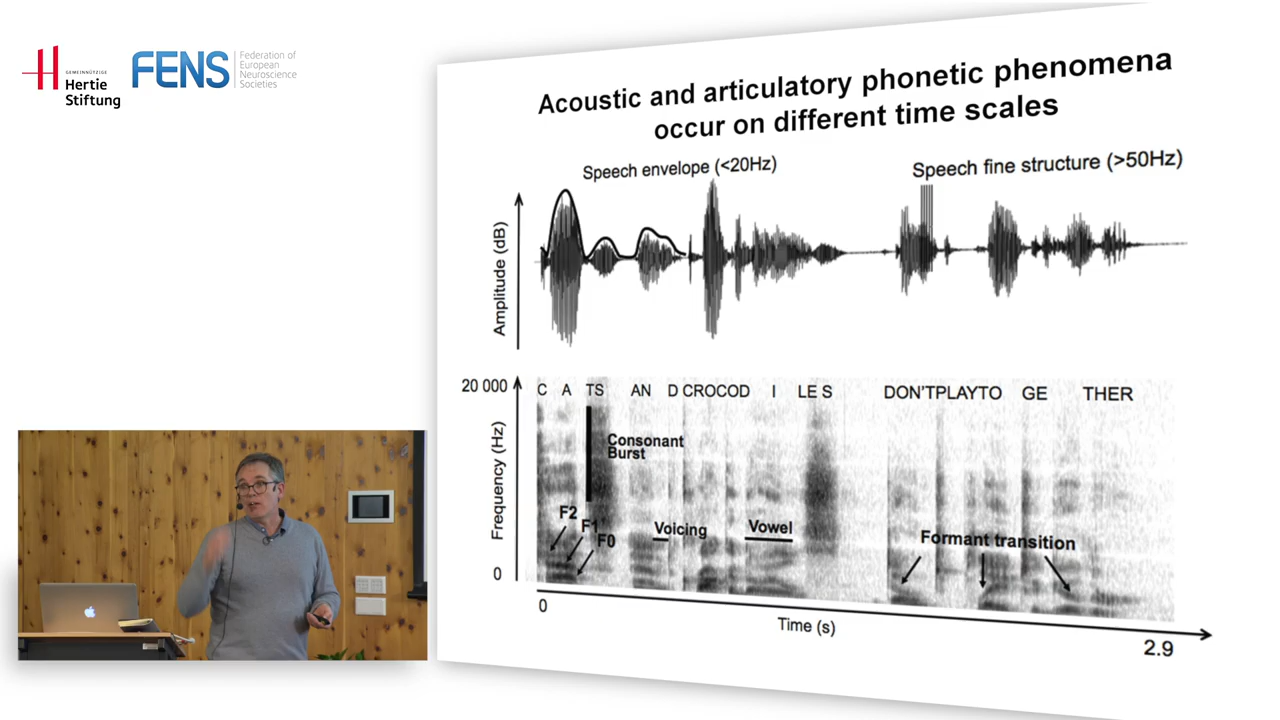 GEMEINNÜTZIGE
Hertie
Stiftung
FENS
Federation of
European
Neuroscience
Societies
Acoustic and articulatory phonetic phenomena
occur on different time scales
Speech envelope (<20Hz)
Speech fine structure (>50Hz)
Amplitude (dB)
20 000
C A TS AN D CROCOD I LE S DON'TPLAYTO GE THER
Frequency (Hz)
Consonant
Burst
F2
F1
F0
Voicing
Vowel
Formant transition
0
0
Time (s)
2.9